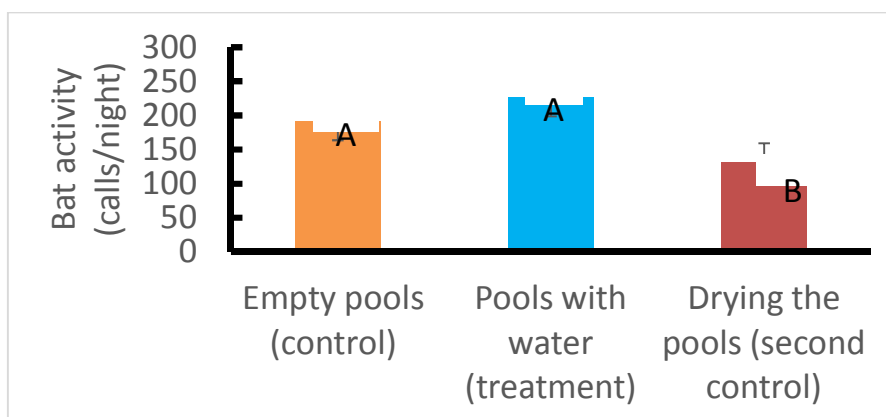 Bat activity
(calls/night)
300
250
200
150
100
50
0
A
A
B
Empty pools
(control)
Pools with
water
(treatment)
Drying the
pools (second
control)